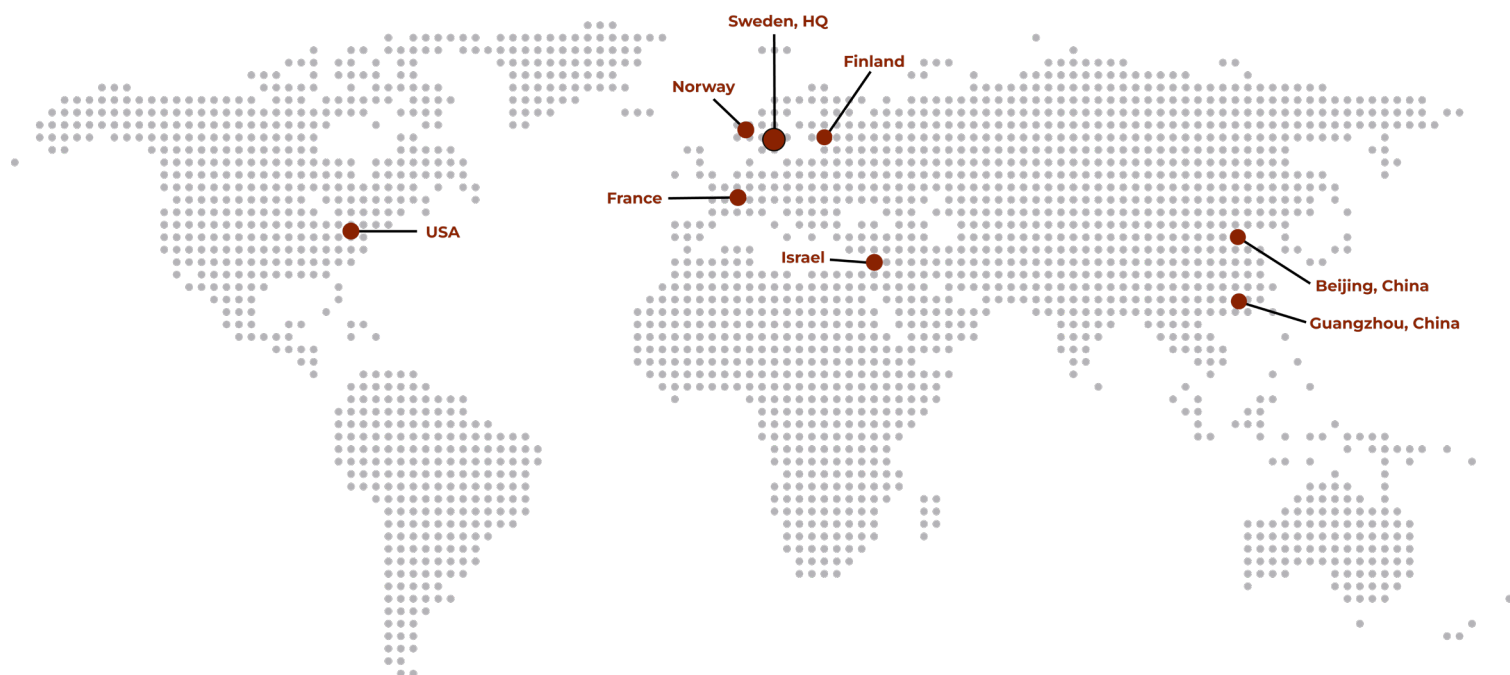 Sweden, HQ
Finland
Norway
France
USA
Israel
Beijing, China
Guangzhou, China